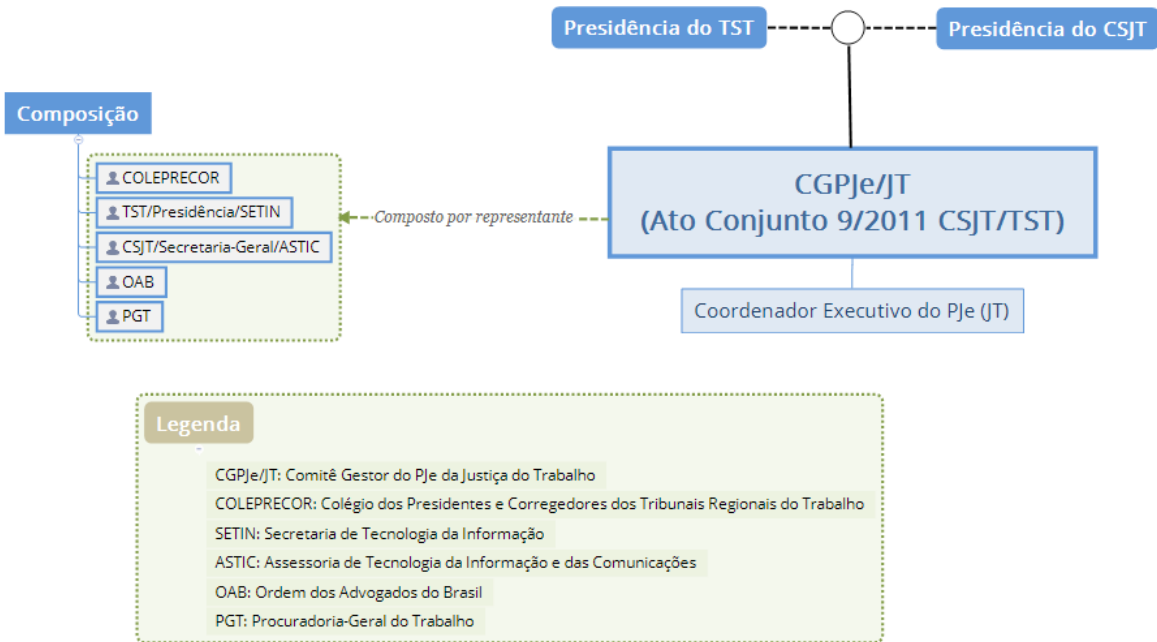 Presidência do TST
Presidência do CSJT
Composição
COLEPRECOR
TST/Presidência/SETIN
CSJT/Secretaria-Geral/ASTIC
OAB
PGT
Composto por representante
CGPJe/JT
(Ato Conjunto 9/2011 CSJT/TST)
Coordenador Executivo do PJe (JT)
Legenda
CGPJe/JT: Comitê Gestor do PJe da Justiça do Trabalho
COLEPRECOR: Colégio dos Presidentes e Corregedores dos Tribunais Regionais do Trabalho
SETIN: Secretaria de Tecnologia da Informação
ASTIC: Assessoria de Tecnologia da Informação e das Comunicações
OAB: Ordem dos Advogados do Brasil
PGT: Procuradoria-Geral do Trabalho